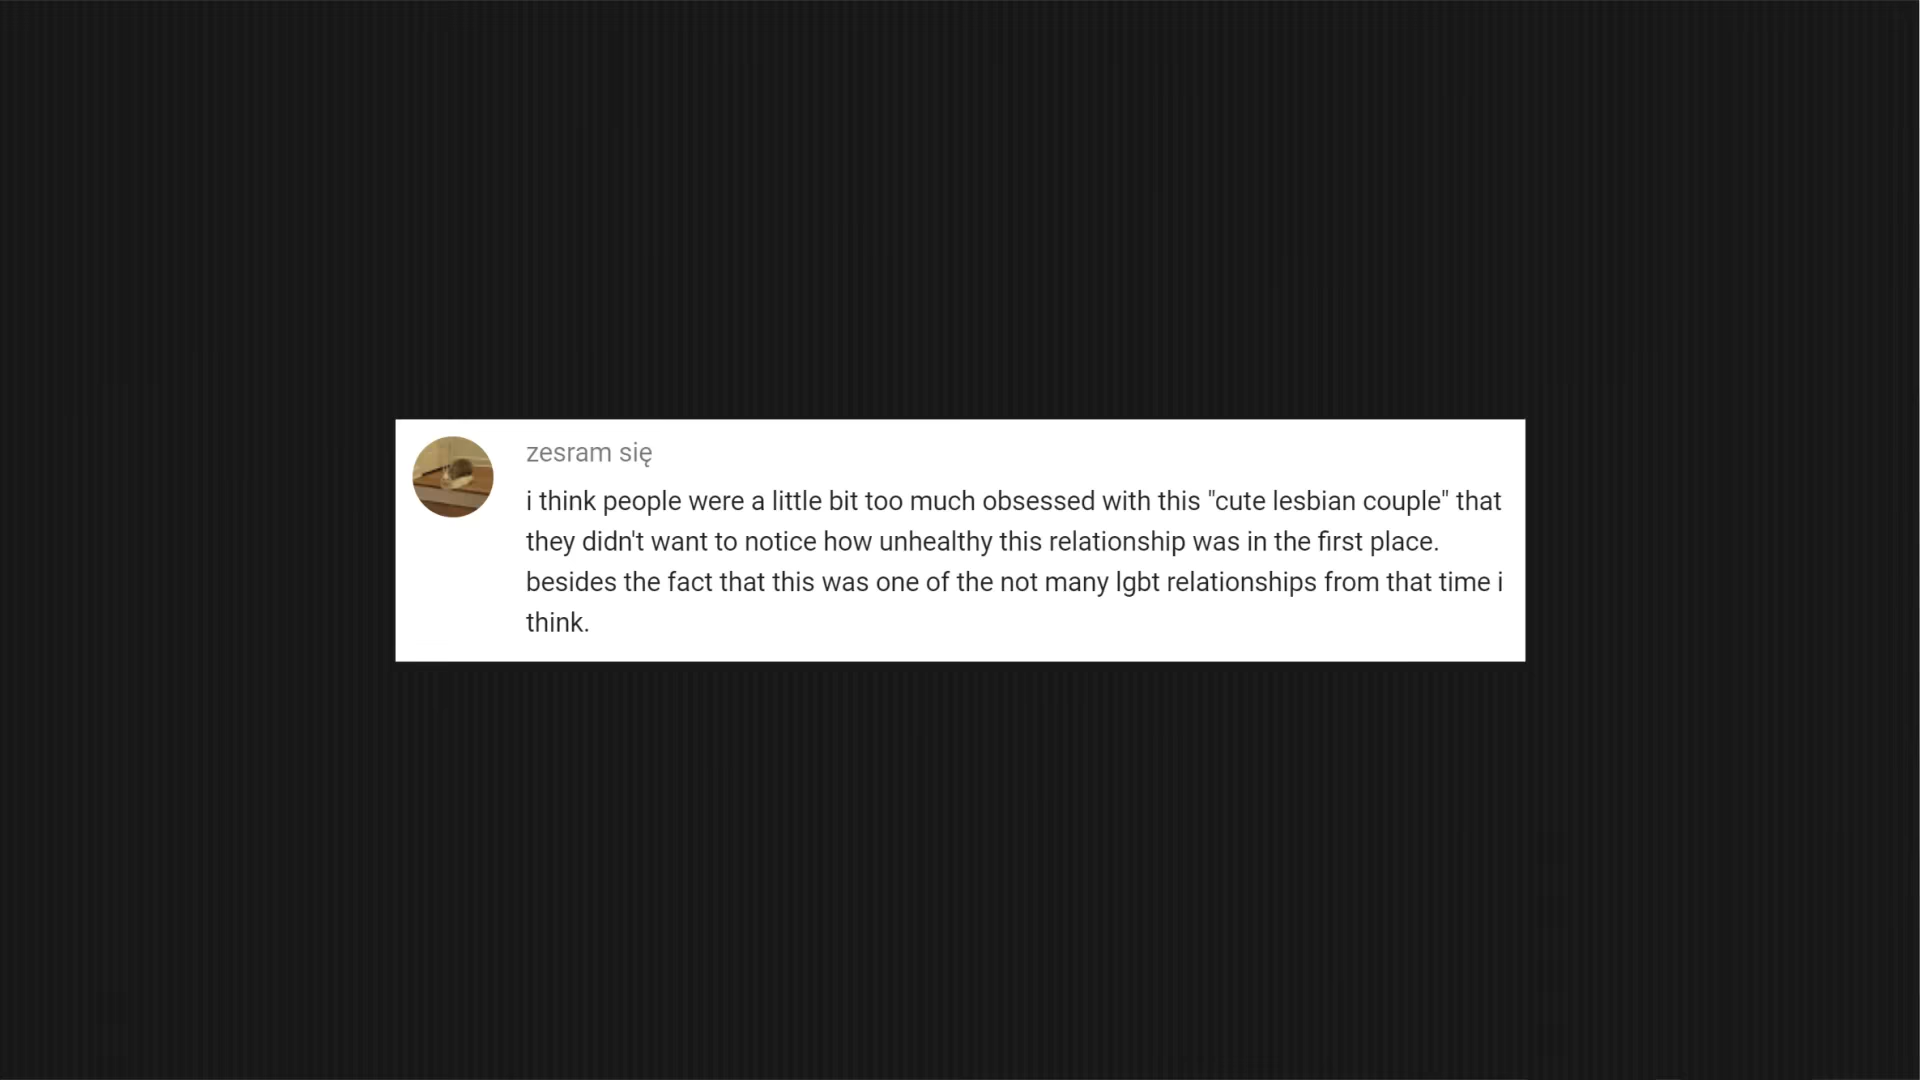 zesram się
i think people were a little bit too much obsessed with this "cute lesbian couple" that
they didn't want to notice how unhealthy this relationship was in the first place.
besides the fact that this was one of the not many lgbt relationships from that time i
think.